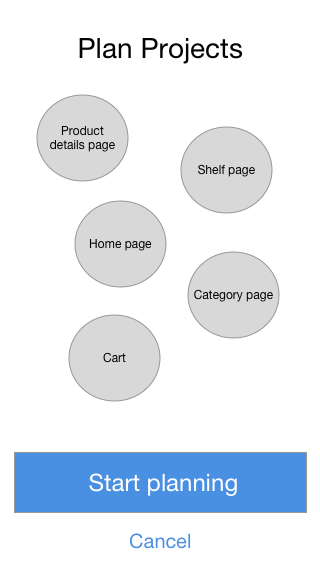 Plan Projects
Product
details page
Shelf page
Home page
Category page
Cart
Start planning
Cancel